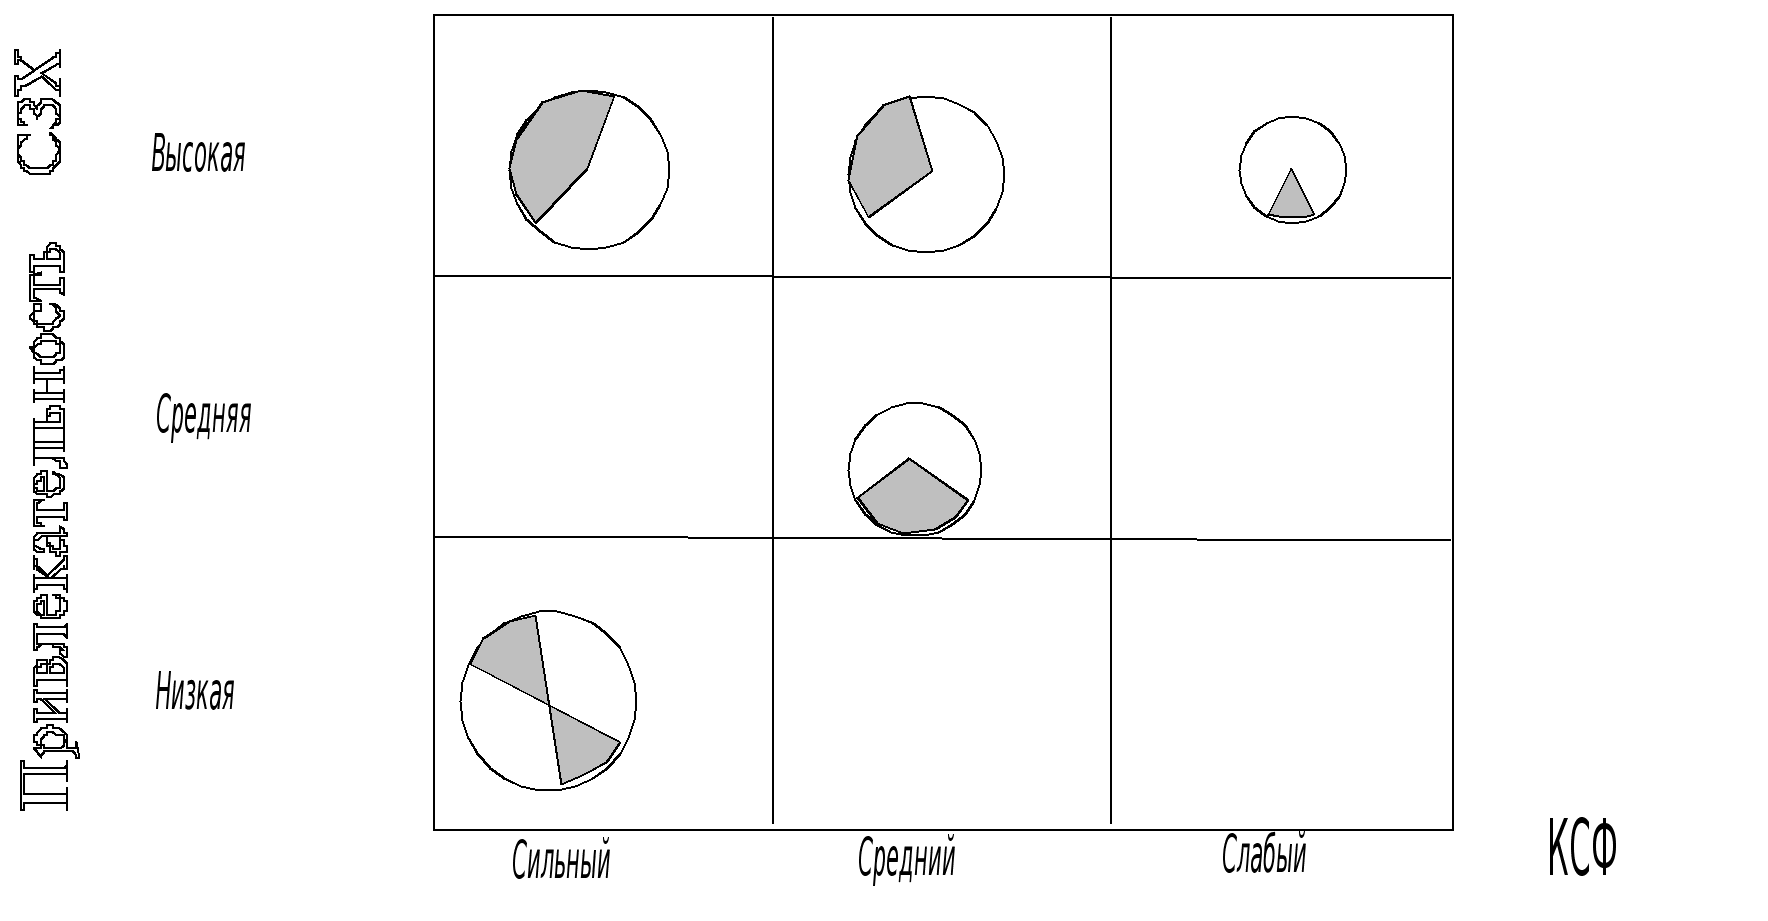 Привлекательность СЗХ
Высокая
Средняя
Низкая
Сильный Средний Слабый
КСФ